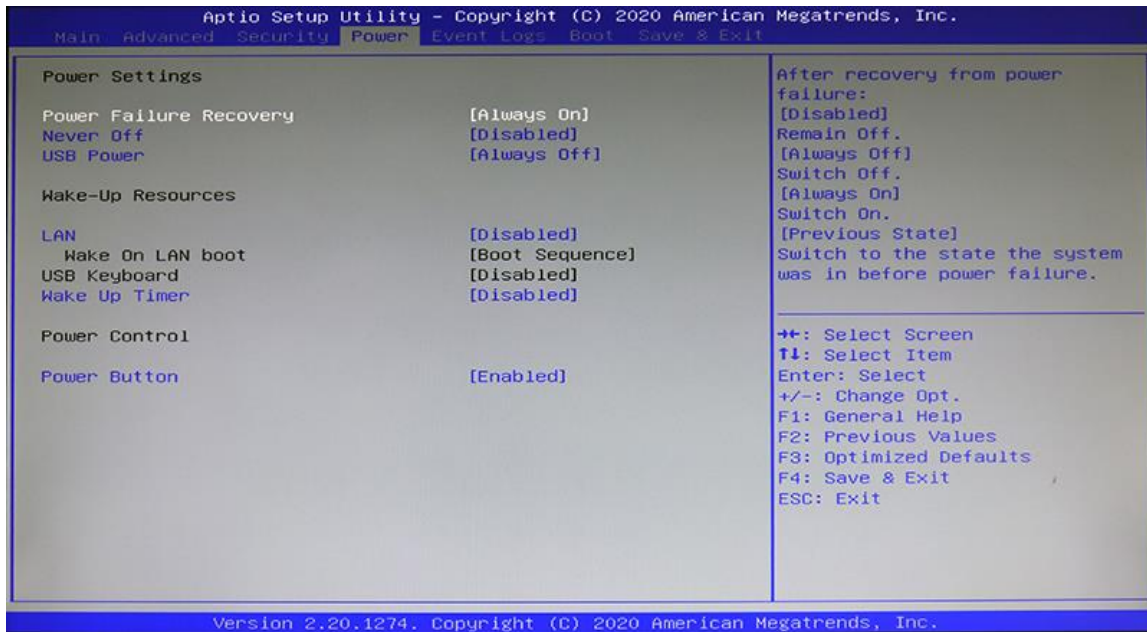 Aptio Setup Utility - Copyright (C) 2020 American Megatrends, Inc.
Main Advanced Security Power Event Logs Boot Save & Exit
Power Settings
Power Failure Recovery [Always On]
Never Off [Disabled]
USB Power [Always Off]
Wake-Up Resources
LAN [Disabled]
Wake On LAN boot [Boot Sequence]
USB Keyboard [Disabled]
Wake Up Timer [Disabled]
Power Control
Power Button [Enabled]
After recovery from power
failure:
[Disabled]
Remain Off.
[Always Off]
Switch Off.
[Always On]
Switch On.
[Previous State]
Switch to the state the system
was in before power failure.
→←: Select Screen
↑↓: Select Item
Enter: Select
+/-: Change Opt.
F1: General Help
F2: Previous Values
F3: Optimized Defaults
F4: Save & Exit
ESC: Exit
Version 2.20.1274. Copyright (C) 2020 American Megatrends, Inc.